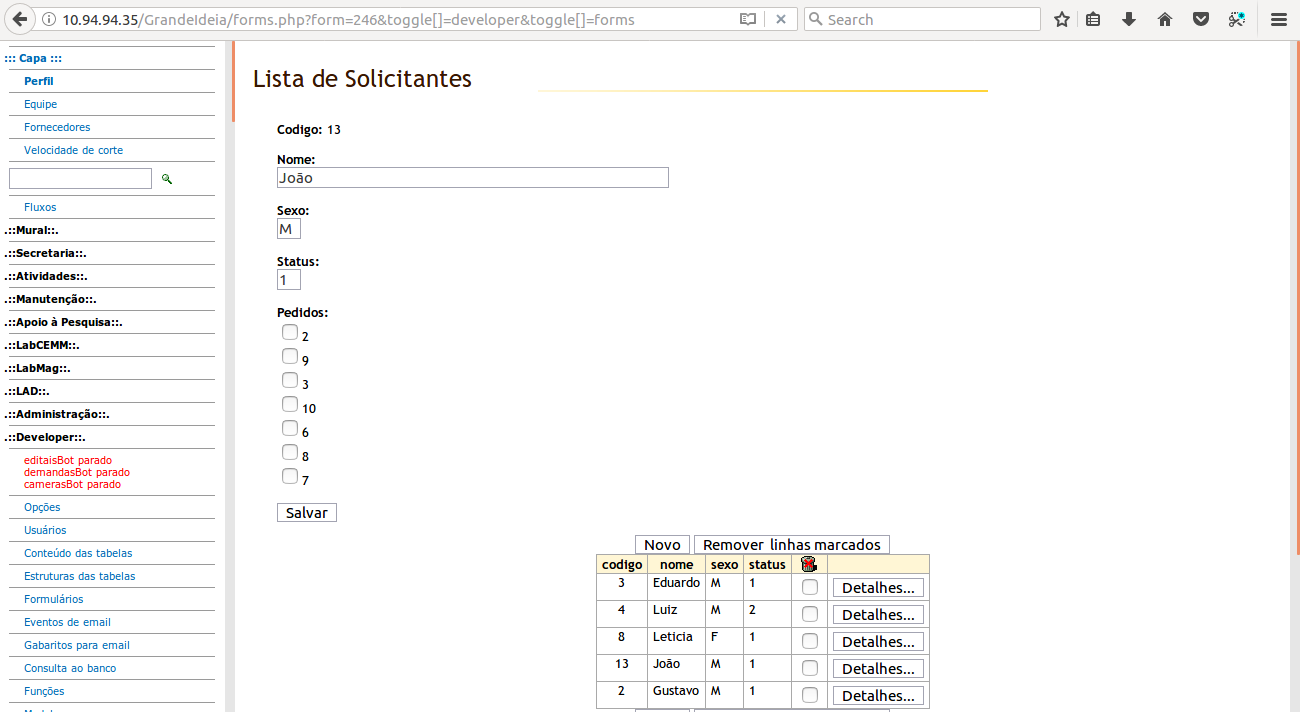 10.94.94.35/GrandeIdeia/forms.php?form=246&toggle[]=developer&toggle[]=forms
Search
::: Capa :::
Perfil
Equipe
Fornecedores
Velocidade de corte
Fluxos
.::Mural::.
.::Secretaria::.
.::Atividades::.
.::Manutenção::.
.::Apoio à Pesquisa::.
.::LabCEMM::.
.::LabMag::.
.::LAD::.
.::Administração::.
.::Developer::.
editaisBot parado
demandasBot parado
camerasBot parado
Opções
Usuários
Conteúdo das tabelas
Estruturas das tabelas
Formulários
Eventos de email
Gabaritos para email
Consulta ao banco
Funções
Lista de Solicitantes
Codigo: 13
Nome:
João
Sexo:
M
Status:
1
Pedidos:
2
9
3
10
6
8
7
Salvar
Novo Remover linhas marcados
codigo nome sexo status
3 Eduardo M 1 Detalhes...
4 Luiz M 2 Detalhes...
8 Leticia F 1 Detalhes...
13 João M 1 Detalhes...
2 Gustavo M 1 Detalhes...